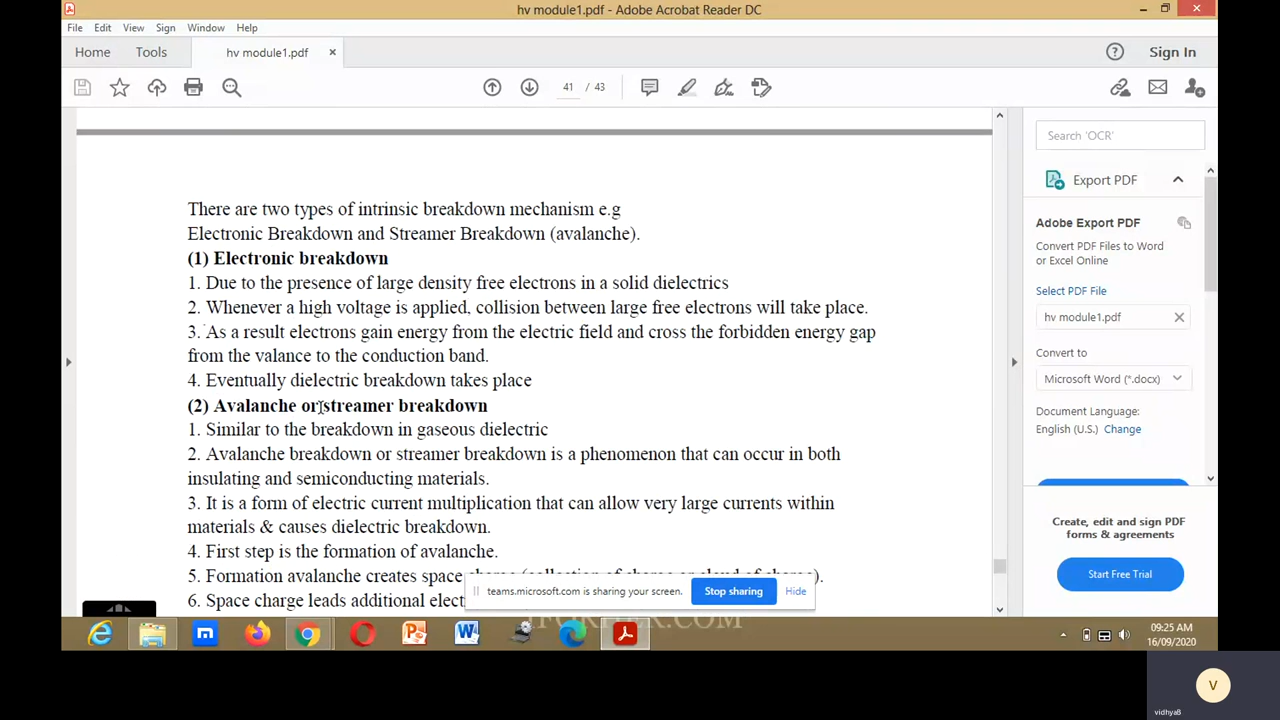 hv module1.pdf - Adobe Acrobat Reader DC
File Edit View Sign Window Help
Home Tools hv module1.pdf × Sign In
41 / 43
Search 'OCR'
Export PDF
Adobe Export PDF
Convert PDF Files to Word
or Excel Online
Select PDF File
hv module1.pdf
Convert to
Microsoft Word (*.docx)
Document Language:
English (U.S.) Change
Create, edit and sign PDF
forms & agreements
Start Free Trial
There are two types of intrinsic breakdown mechanism e.g
Electronic Breakdown and Streamer Breakdown (avalanche).
(1) Electronic breakdown
1. Due to the presence of large density free electrons in a solid dielectrics
2. Whenever a high voltage is applied, collision between large free electrons will take place.
3. As a result electrons gain energy from the electric field and cross the forbidden energy gap
from the valance to the conduction band.
4. Eventually dielectric breakdown takes place
(2) Avalanche or streamer breakdown
1. Similar to the breakdown in gaseous dielectric
2. Avalanche breakdown or streamer breakdown is a phenomenon that can occur in both
insulating and semiconducting materials.
3. It is a form of electric current multiplication that can allow very large currents within
materials & causes dielectric breakdown.
4. First step is the formation of avalanche.
5. Formation avalanche creates space charge (collection of charge or cloud of charge).
6. Space charge leads additional elect
teams.microsoft.com is sharing your screen. Stop sharing Hide
09:25 AM
16/09/2020
V
vidhyaB